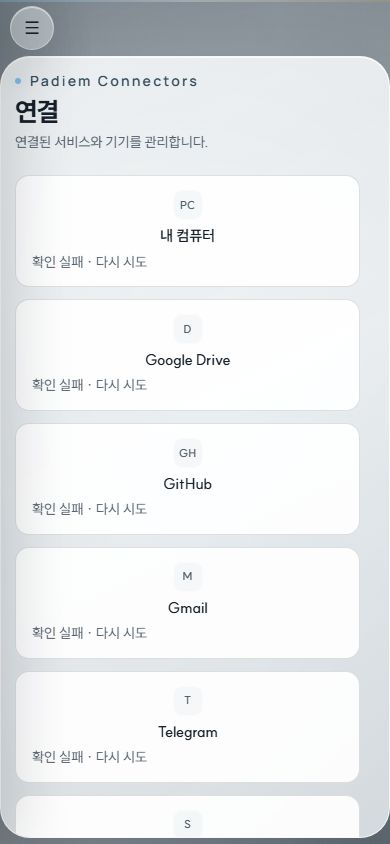 ☰
Padiem Connectors
연결
연결된 서비스와 기기를 관리합니다.
PC
내 컴퓨터
확인 실패 · 다시 시도
D
Google Drive
확인 실패 · 다시 시도
GH
GitHub
확인 실패 · 다시 시도
M
Gmail
확인 실패 · 다시 시도
T
Telegram
확인 실패 · 다시 시도
S